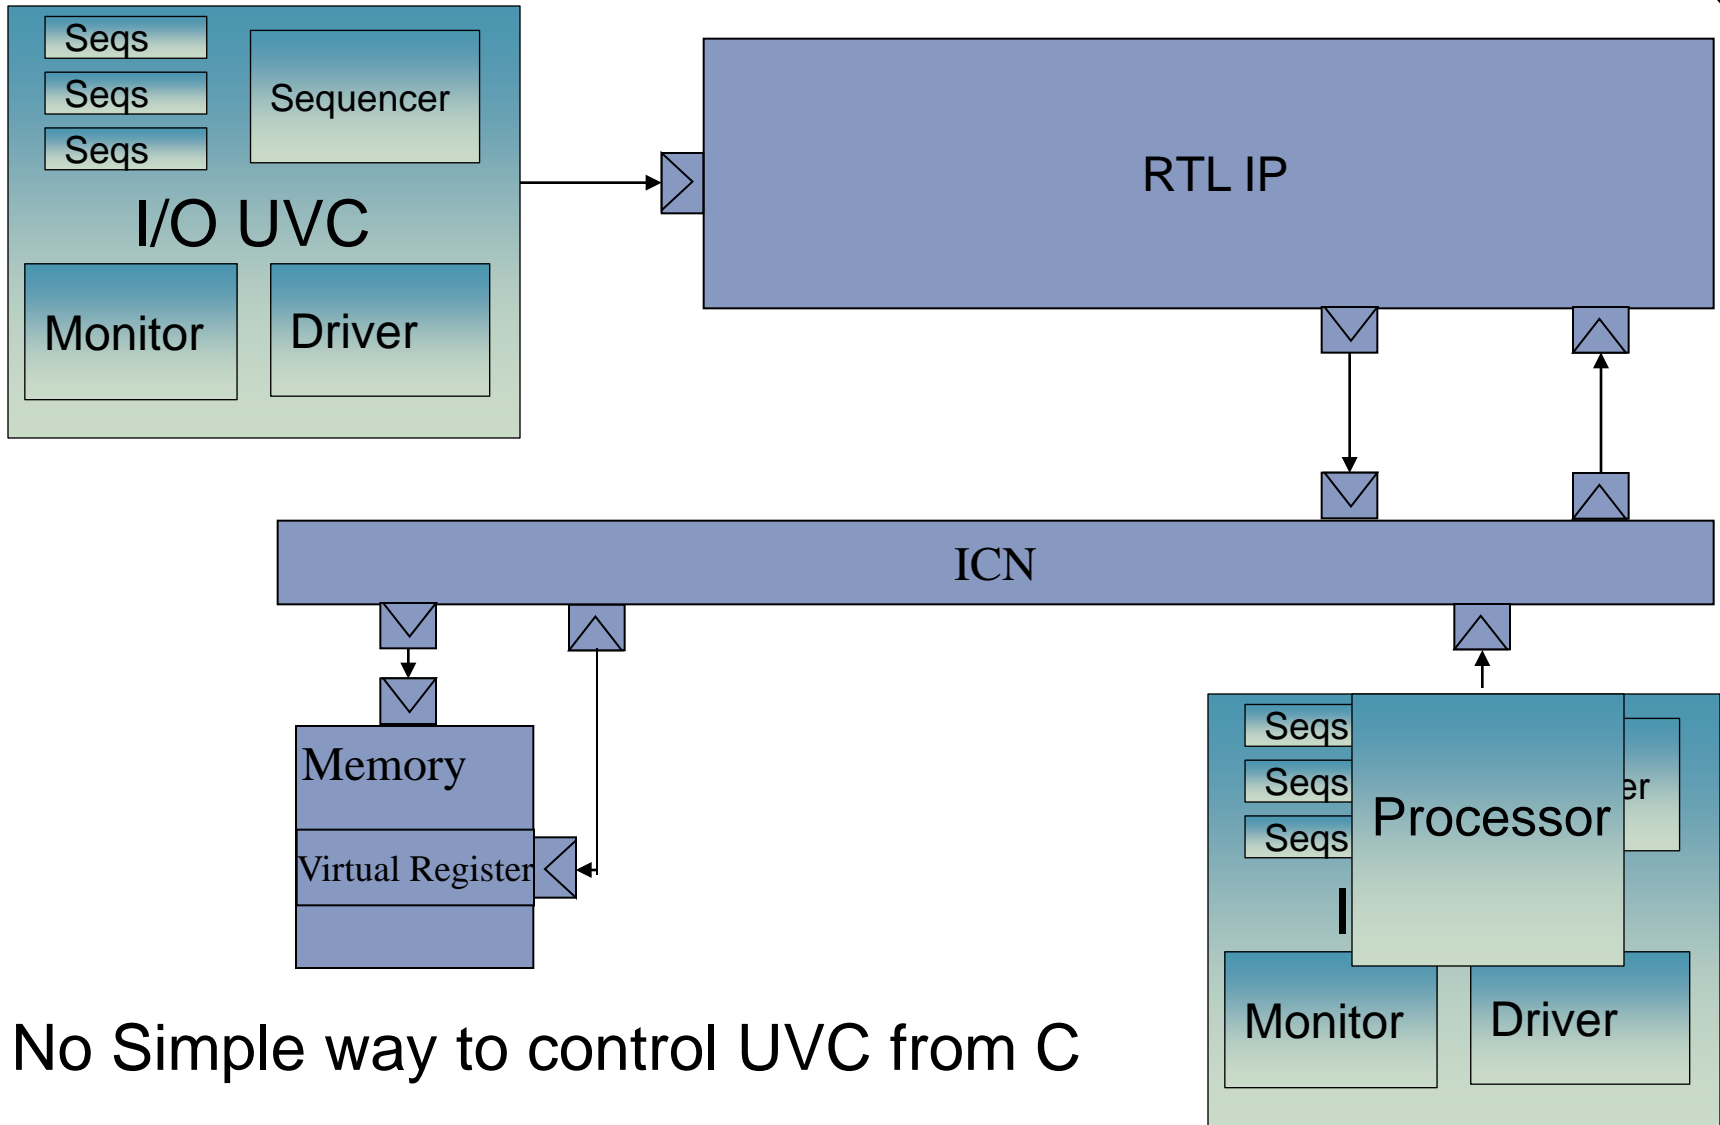 Seqs
Seqs
Seqs
Sequencer
I/O UVC
Monitor
Driver
RTL IP
ICN
Memory
Virtual Register
Seqs
Seqs
Seqs
Processor
er
I
Monitor
Driver
No Simple way to control UVC from C